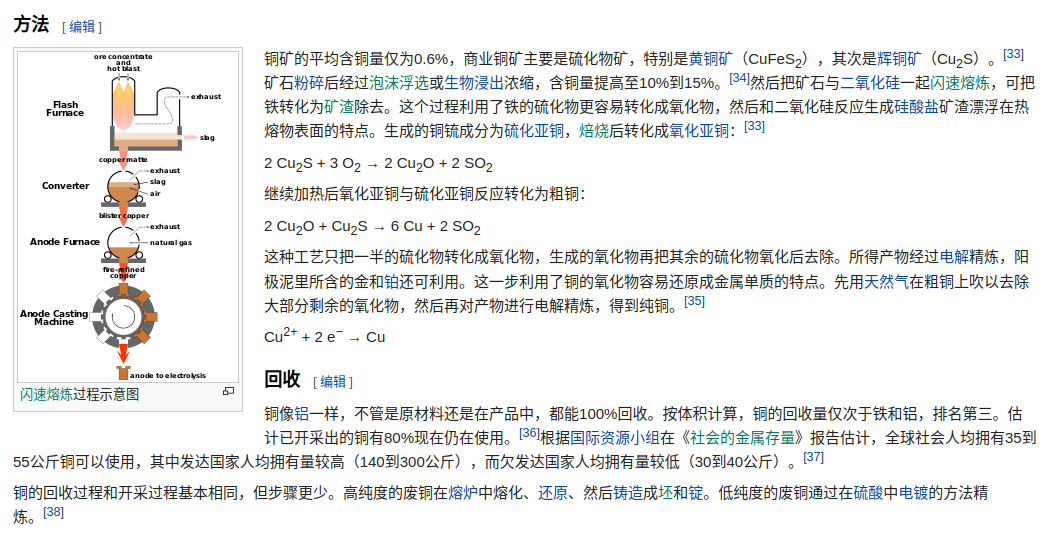 方法 [编辑]
ore concentrate
and
hot blast
Flash
Furnace
exhaust
slag
copper matte
exhaust
Converter
slag
air
blister copper
exhaust
Anode Furnace
natural gas
fire-refined
copper
Anode Casting
Machine
anode to electrolysis
闪速熔炼过程示意图
铜矿的平均含铜量仅为0.6%，商业铜矿主要是硫化物矿，特别是黄铜矿（CuFeS2），其次是辉铜矿（Cu2S）。[33]
矿石粉碎后经过泡沫浮选或生物浸出浓缩，含铜量提高至10%到15%。[34]然后把矿石与二氧化硅一起闪速熔炼，可把
铁转化为矿渣除去。这个过程利用了铁的硫化物更容易转化成氧化物，然后和二氧化硅反应生成硅酸盐矿渣漂浮在热
熔物表面的特点。生成的铜锍成分为硫化亚铜，焙烧后转化成氧化亚铜：[33]
2 Cu2S + 3 O2 → 2 Cu2O + 2 SO2
继续加热后氧化亚铜与硫化亚铜反应转化为粗铜：
2 Cu2O + Cu2S → 6 Cu + 2 SO2
这种工艺只把一半的硫化物转化成氧化物，生成的氧化物再把其余的硫化物氧化后去除。所得产物经过电解精炼，阳
极泥里所含的金和铂还可利用。这一步利用了铜的氧化物容易还原成金属单质的特点。先用天然气在粗铜上吹以去除
大部分剩余的氧化物，然后再对产物进行电解精炼，得到纯铜。[35]
Cu2+ + 2 e− → Cu
回收 [编辑]
铜像铝一样，不管是原材料还是在产品中，都能100%回收。按体积计算，铜的回收量仅次于铁和铝，排名第三。估
计已开采出的铜有80%现在仍在使用。[36]根据国际资源小组在《社会的金属存量》报告估计，全球社会人均拥有35到
55公斤铜可以使用，其中发达国家人均拥有量较高（140到300公斤），而欠发达国家人均拥有量较低（30到40公斤）。[37]
铜的回收过程和开采过程基本相同，但步骤更少。高纯度的废铜在熔炉中熔化、还原、然后铸造成坯和锭。低纯度的废铜通过在硫酸中电镀的方法精
炼。[38]